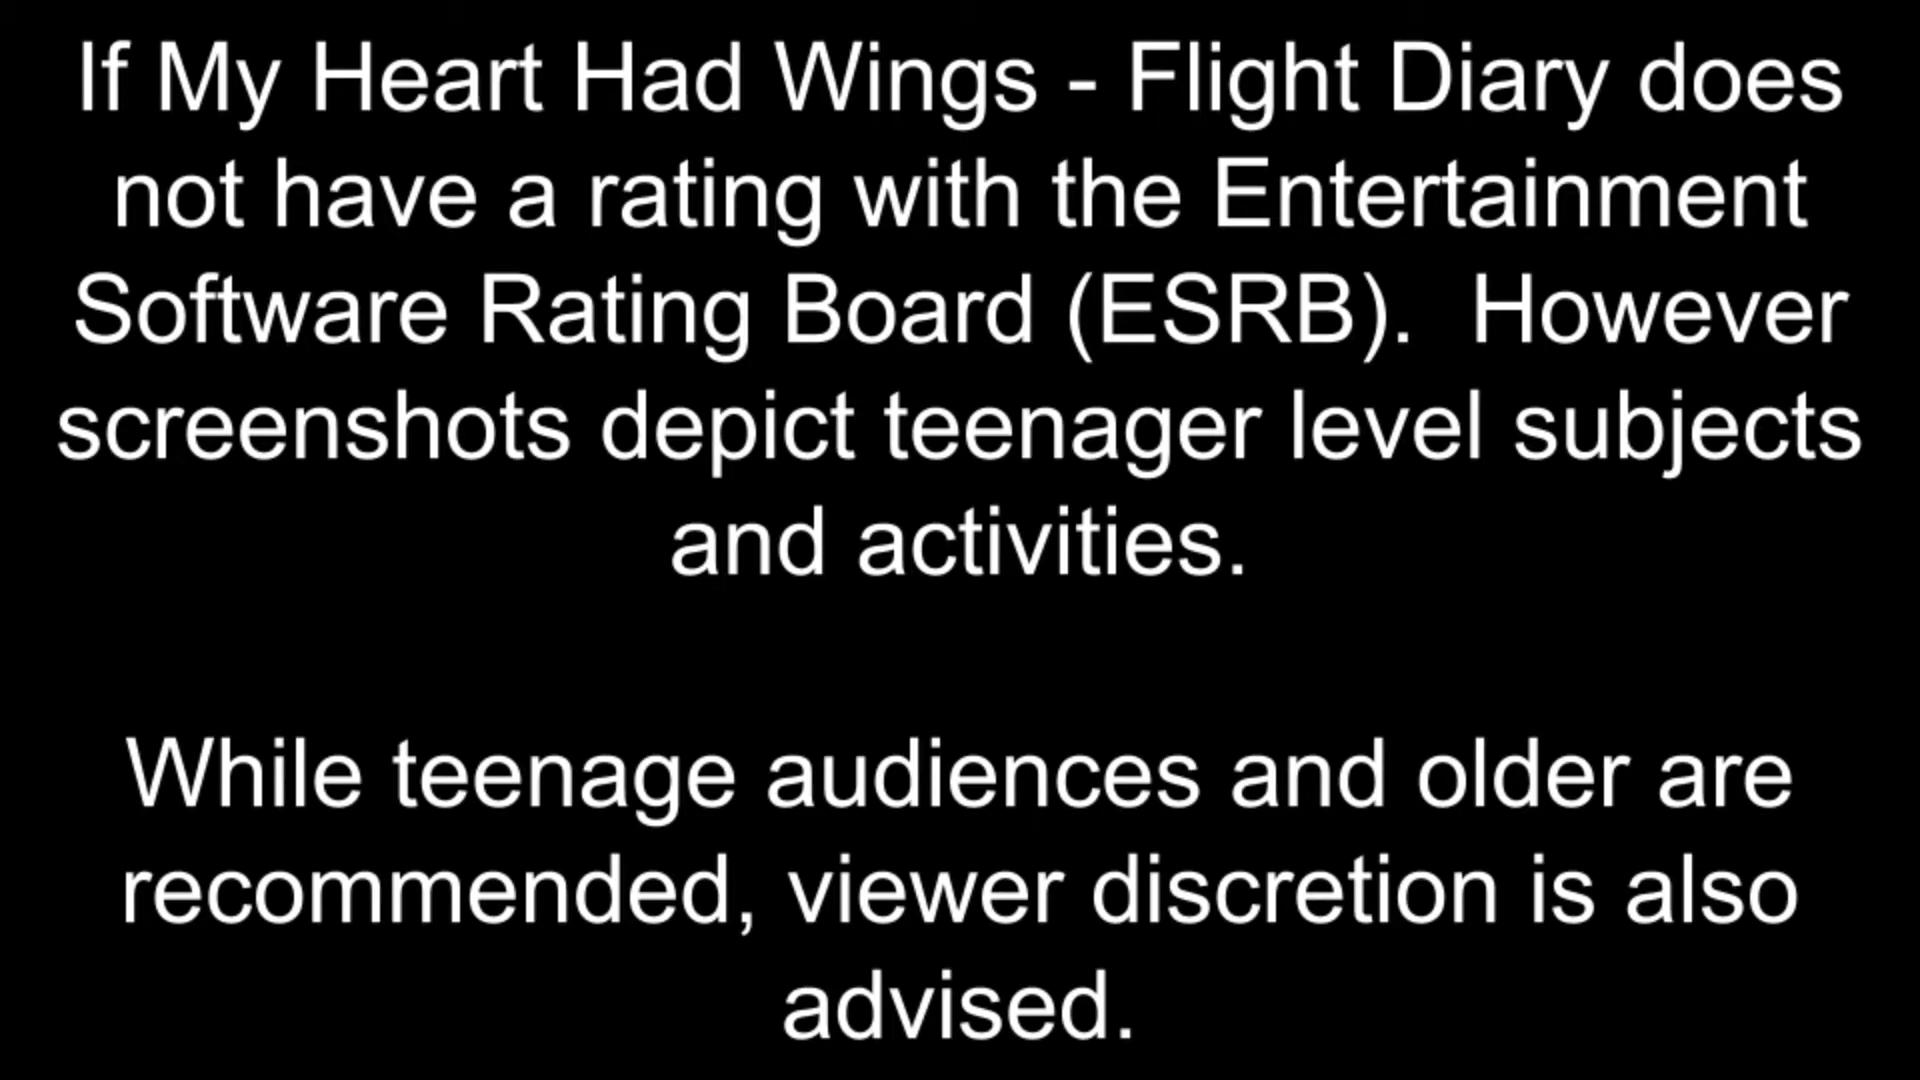 If My Heart Had Wings - Flight Diary does
not have a rating with the Entertainment
Software Rating Board (ESRB).  However
screenshots depict teenager level subjects
and activities.
While teenage audiences and older are
recommended, viewer discretion is also
advised.